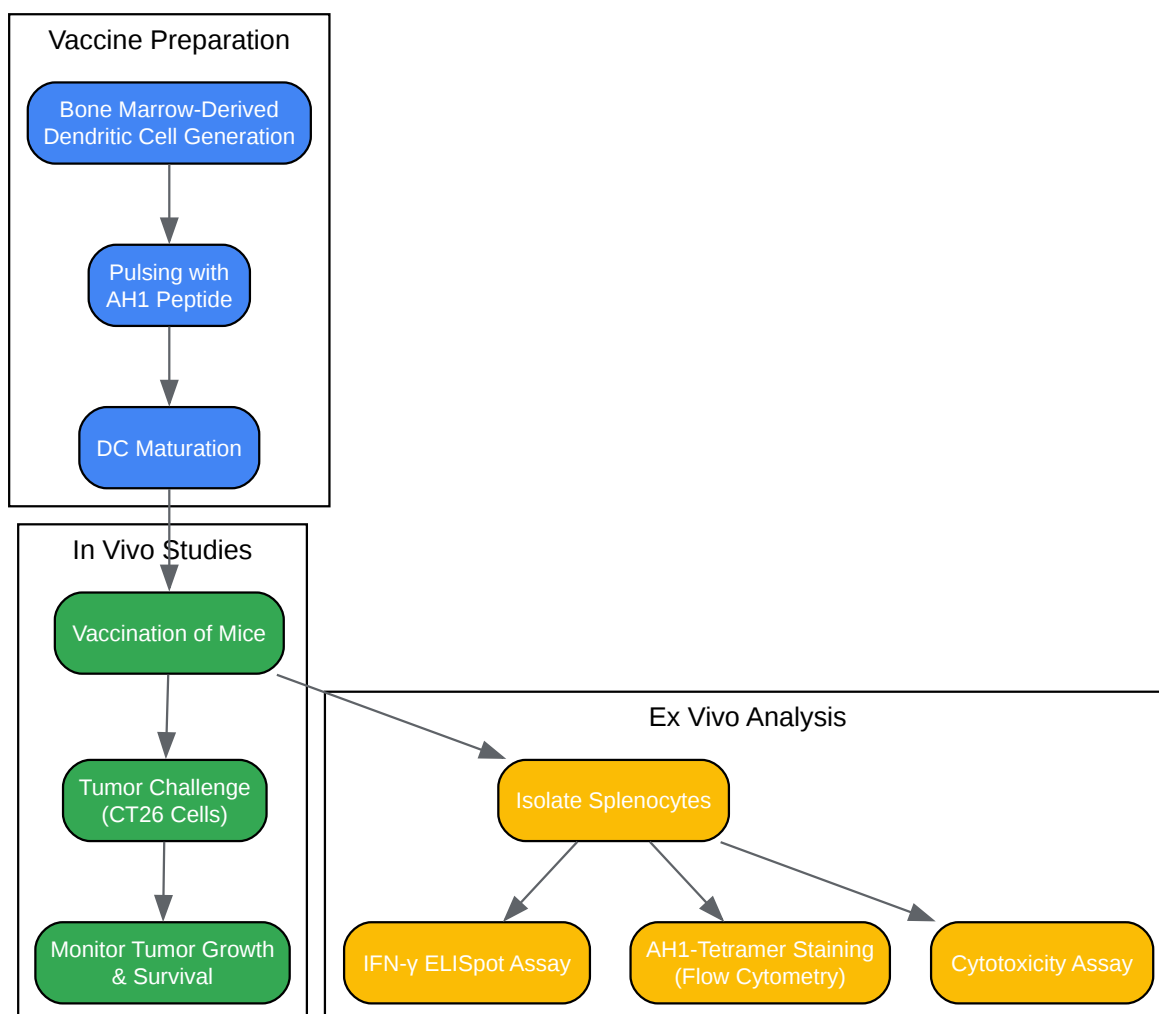 Vaccine Preparation
Bone Marrow-Derived
Dendritic Cell Generation
Pulsing with
AH1 Peptide
DC Maturation
In Vivo Studies
Vaccination of Mice
Tumor Challenge
(CT26 Cells)
Monitor Tumor Growth
& Survival
Ex Vivo Analysis
Isolate Splenocytes
IFN-γ ELISpot Assay
AH1-Tetramer Staining
(Flow Cytometry)
Cytotoxicity Assay